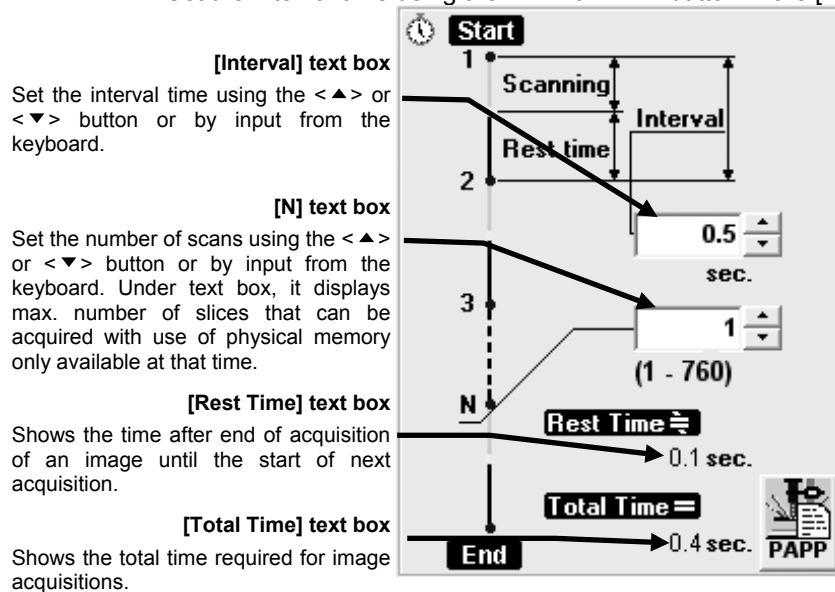 [Interval] text box
Set the interval time using the <▲> or
<▼> button or by input from the
keyboard.
[N] text box
Set the number of scans using the <▲>
or <▼> button or by input from the
keyboard. Under text box, it displays
max. number of slices that can be
acquired with use of physical memory
only available at that time.
[Rest Time] text box
Shows the time after end of acquisition
of an image until the start of next
acquisition.
[Total Time] text box
Shows the total time required for image
acquisitions.
Start
1
Scanning
Interval
Rest time
2
0.5
sec.
3
1
(1 - 760)
N
Rest Time ≒
0.1 sec.
Total Time =
0.4 sec.
End
PAPP